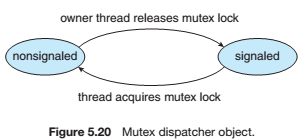 owner thread releases mutex lock
nonsignaled
signaled
thread acquires mutex lock
Figure 5.20 Mutex dispatcher object.